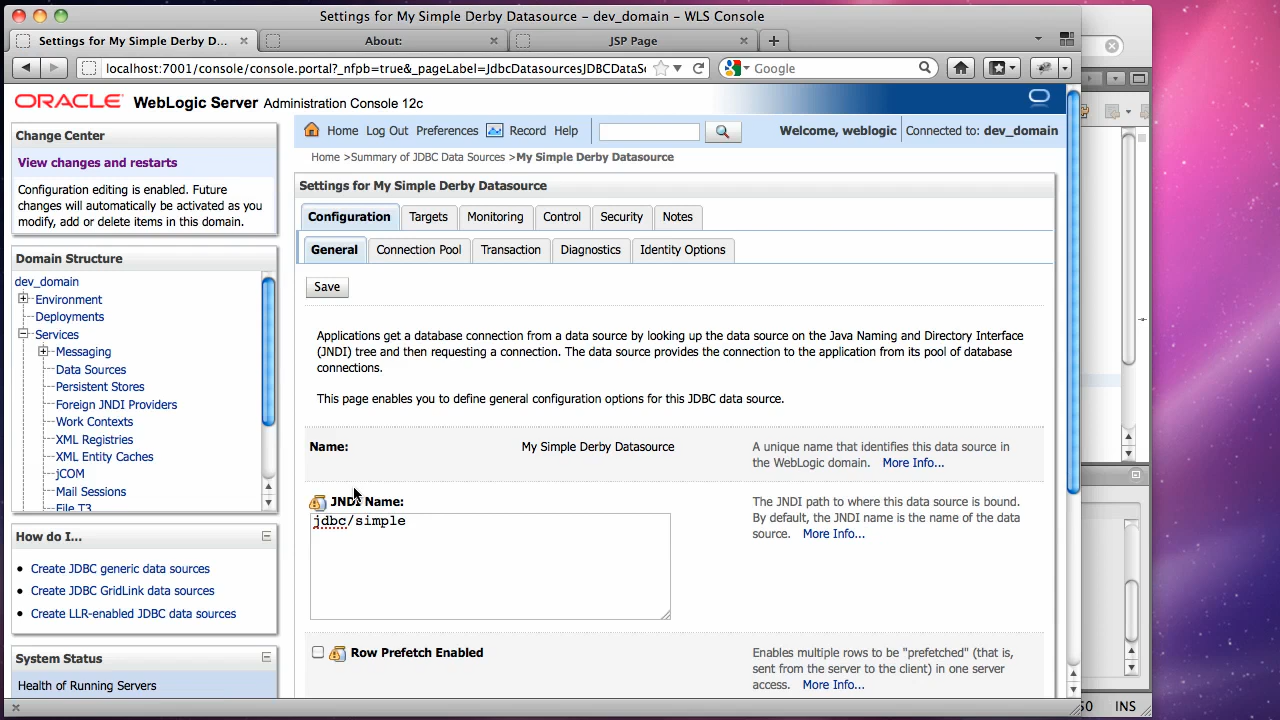 Settings for My Simple Derby Datasource – dev_domain – WLS Console
Settings for My Simple Derby D...
About:
JSP Page
localhost:7001/console/console.portal?_nfpb=true&_pageLabel=JdbcDatasourcesJDBCDataSo
Google
ORACLE WebLogic Server Administration Console 12c
Change Center
View changes and restarts
Configuration editing is enabled. Future
changes will automatically be activated as you
modify, add or delete items in this domain.
Domain Structure
dev_domain
Environment
Deployments
Services
Messaging
Data Sources
Persistent Stores
Foreign JNDI Providers
Work Contexts
XML Registries
XML Entity Caches
jCOM
Mail Sessions
File T3
How do I...
Create JDBC generic data sources
Create JDBC GridLink data sources
Create LLR-enabled JDBC data sources
System Status
Health of Running Servers
Home Log Out Preferences Record Help
Welcome, weblogic
Connected to: dev_domain
Home >Summary of JDBC Data Sources >My Simple Derby Datasource
Settings for My Simple Derby Datasource
Configuration Targets Monitoring Control Security Notes
General Connection Pool Transaction Diagnostics Identity Options
Save
Applications get a database connection from a data source by looking up the data source on the Java Naming and Directory Interface
(JNDI) tree and then requesting a connection. The data source provides the connection to the application from its pool of database
connections.
This page enables you to define general configuration options for this JDBC data source.
Name:
My Simple Derby Datasource
A unique name that identifies this data source in
the WebLogic domain. More Info...
JNDI Name:
jdbc/simple
The JNDI path to where this data source is bound.
By default, the JNDI name is the name of the data
source. More Info...
Row Prefetch Enabled
Enables multiple rows to be "prefetched" (that is,
sent from the server to the client) in one server
access. More Info...
INS